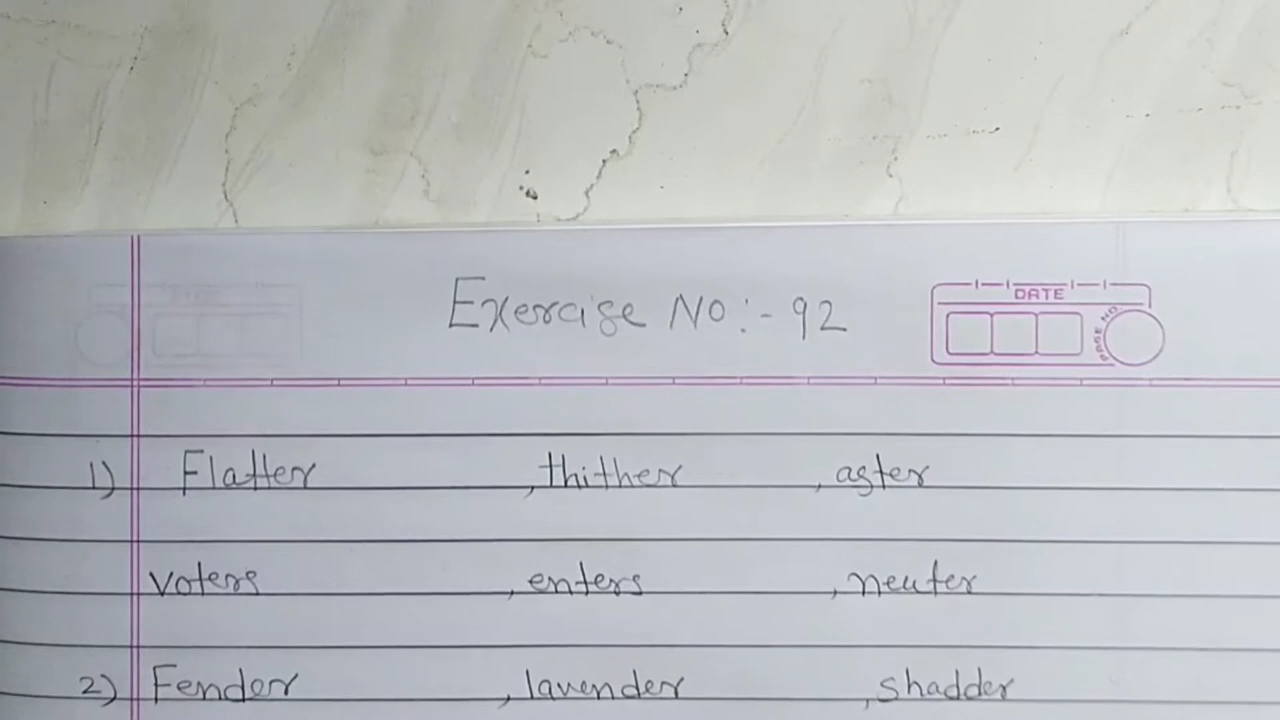 Exercise No:- 92
DATE
PAGE NO.
1) Flatter , thither , aster
voters , enters , neuter
2) Fender , lavender , shadder